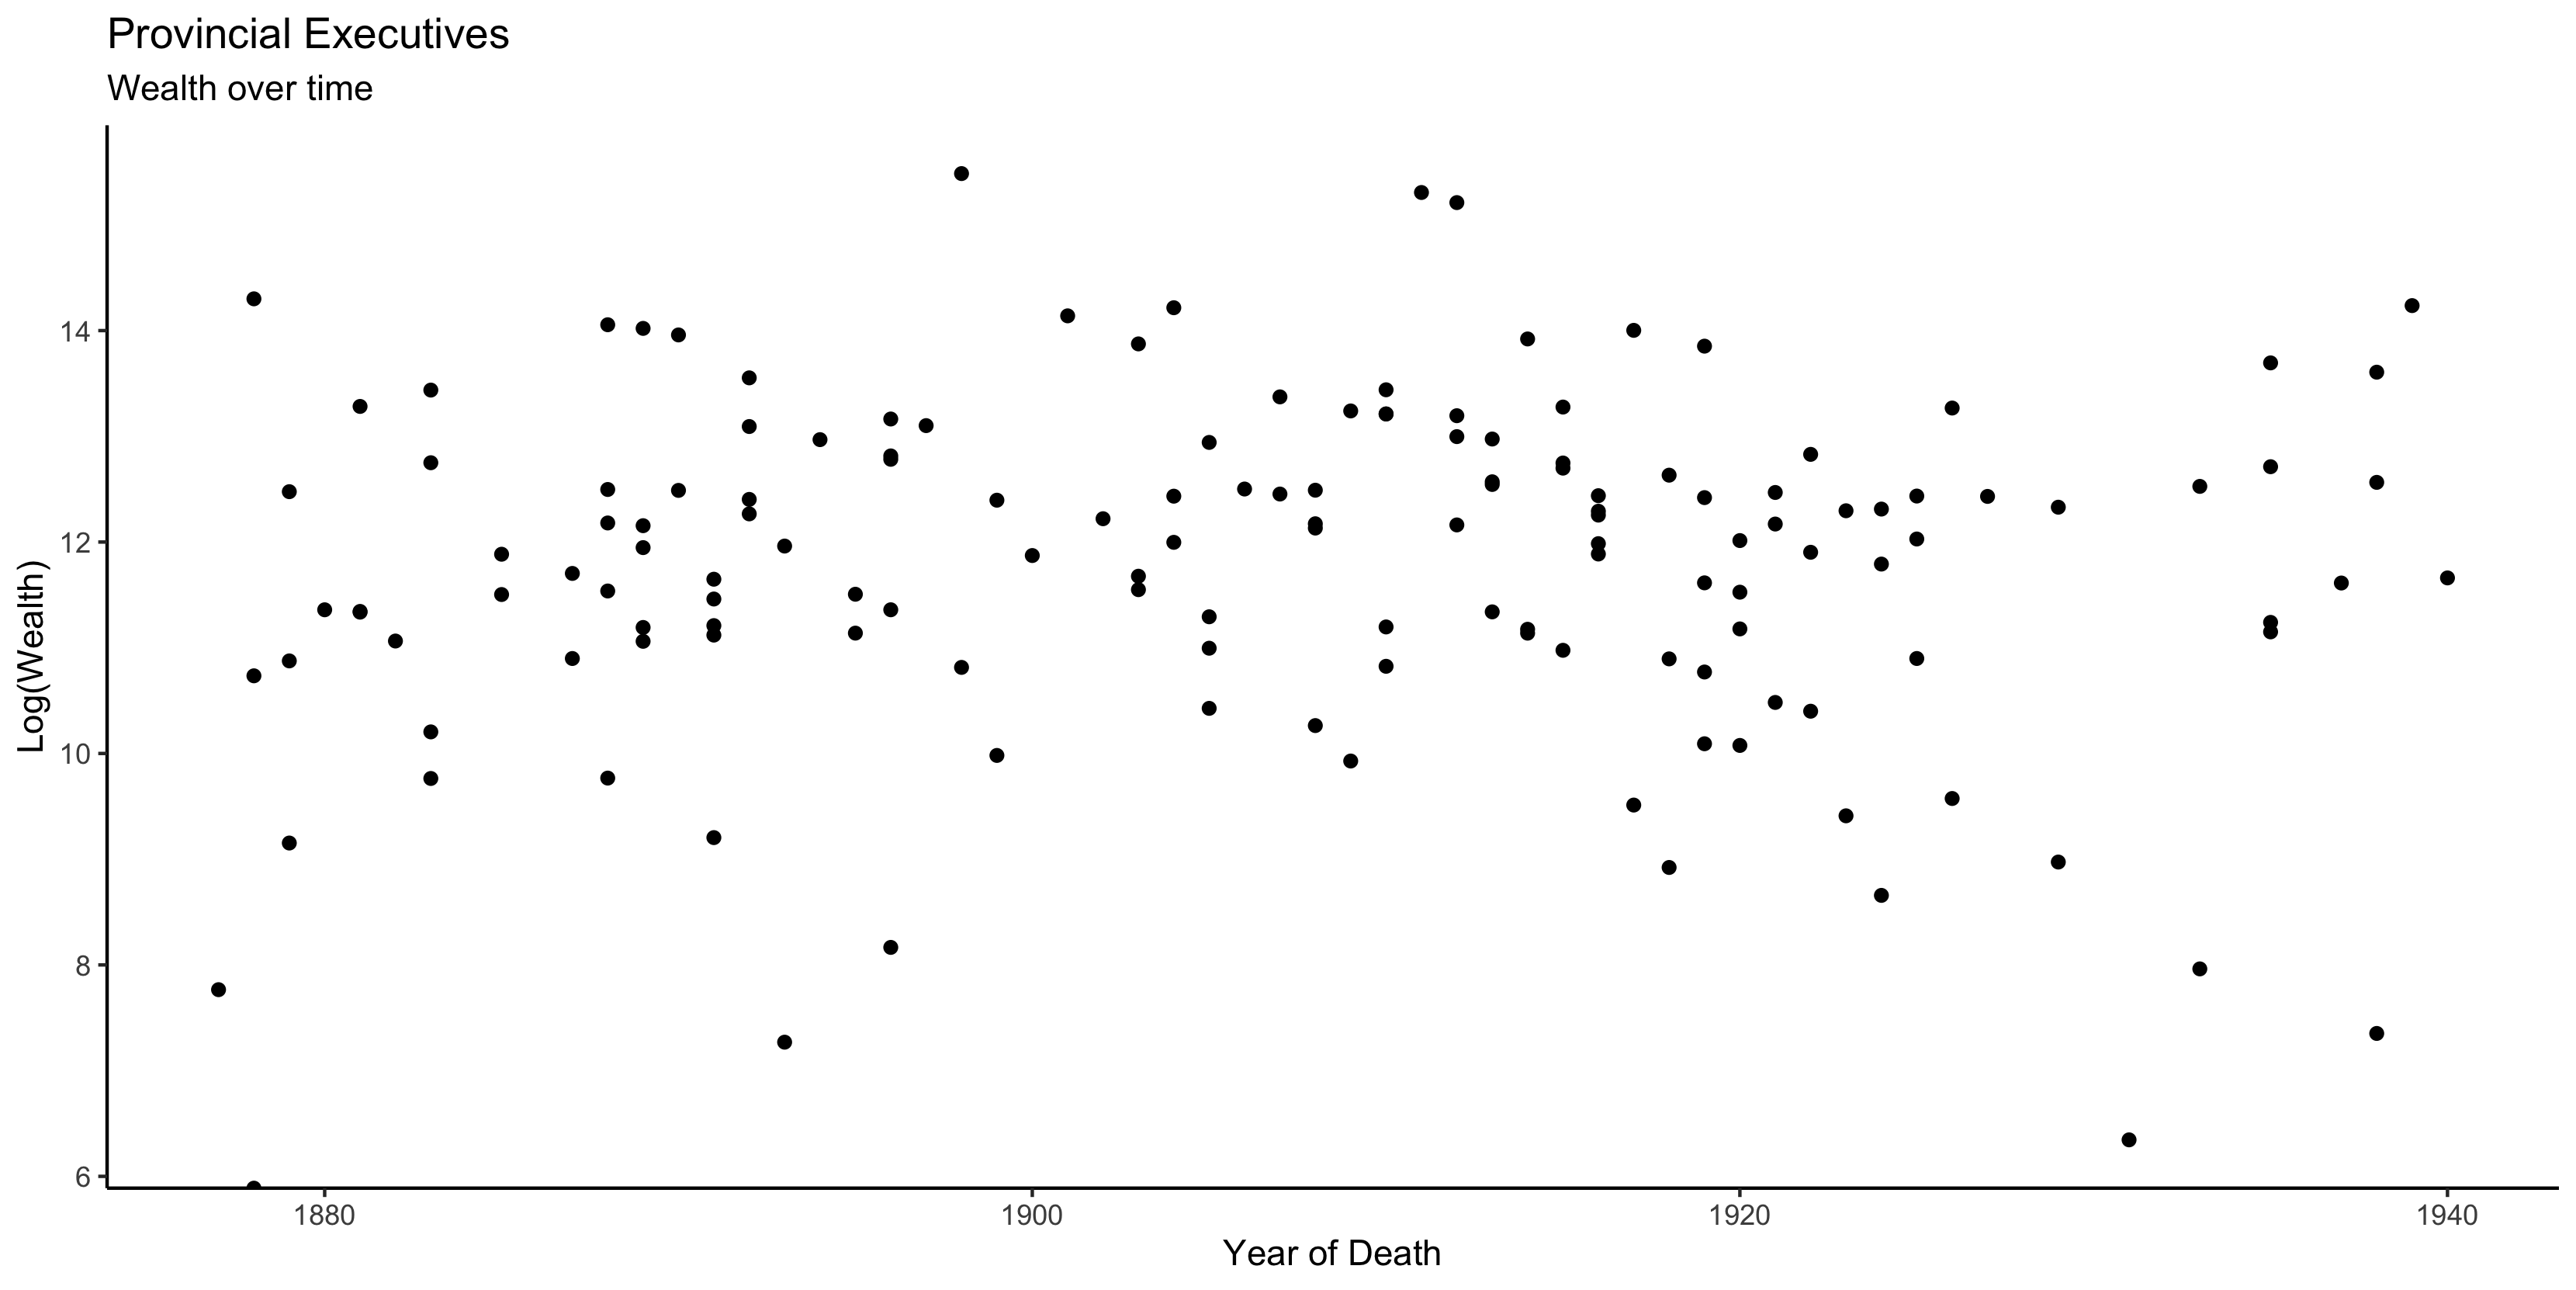 Provincial Executives
Wealth over time
Log(Wealth)
14
12
10
8
6
1880
1900
1920
1940
Year of Death